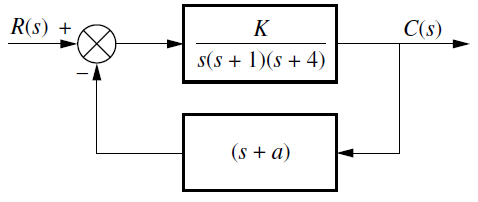 R(s) +
K
C(s)
s(s + 1)(s + 4)
−
(s + a)